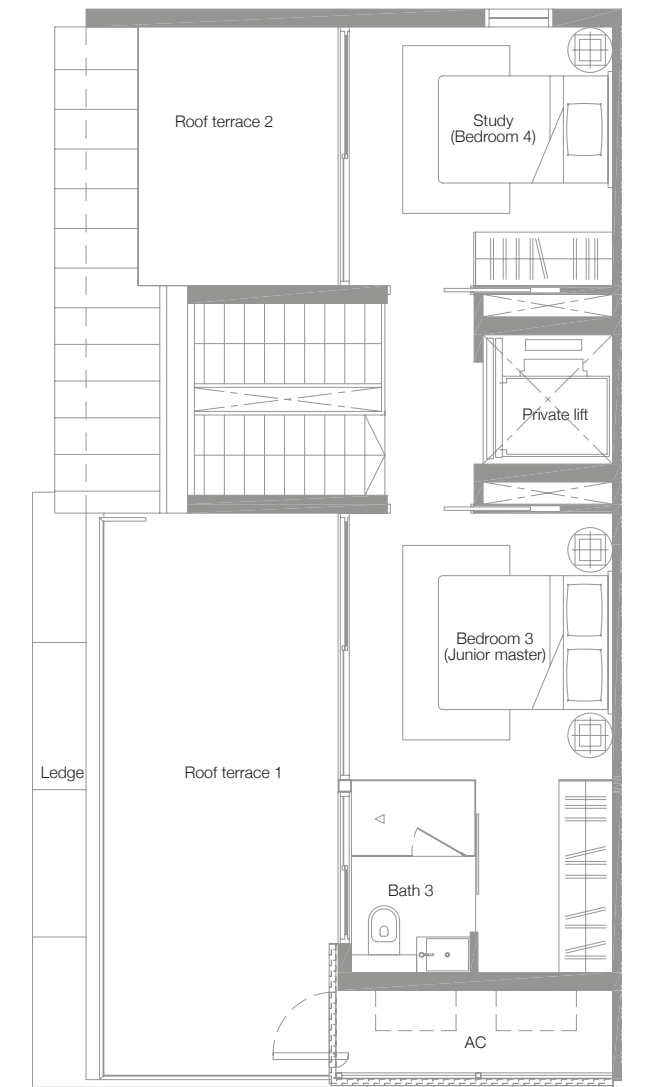 Roof terrace 2
Study
(Bedroom 4)
Private lift
Bedroom 3
(Junior master)
Ledge
Roof terrace 1
Bath 3
AC